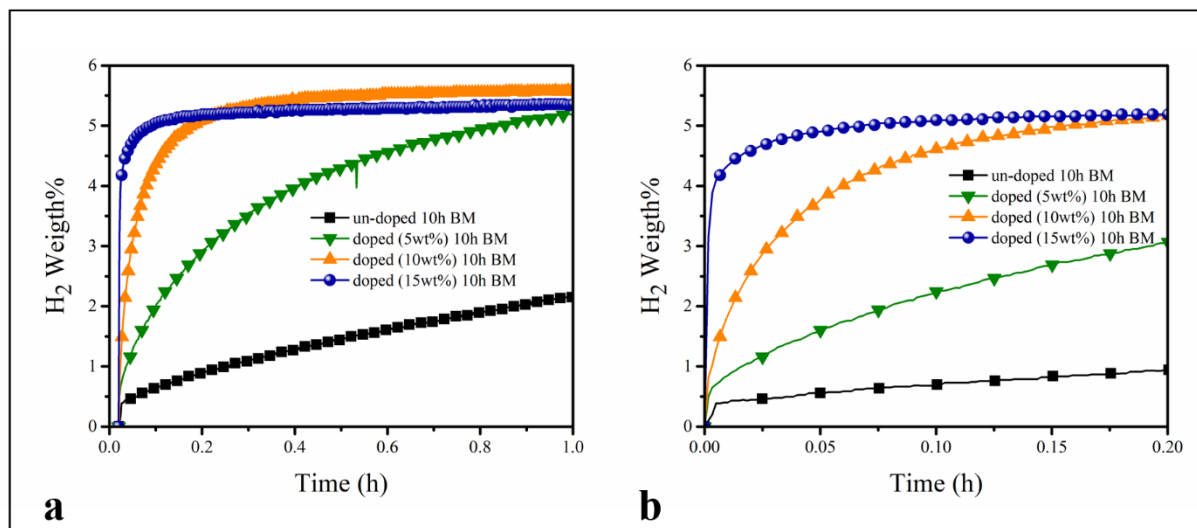 6
5
4
3
2
1
0
H2 Weigth%
un-doped 10h BM
doped (5wt%) 10h BM
doped (10wt%) 10h BM
doped (15wt%) 10h BM
0.0 0.2 0.4 0.6 0.8 1.0
Time (h)
a
6
5
4
3
2
1
0
H2 Weigth%
un-doped 10h BM
doped (5wt%) 10h BM
doped (10wt%) 10h BM
doped (15wt%) 10h BM
0.00 0.05 0.10 0.15 0.20
Time (h)
b